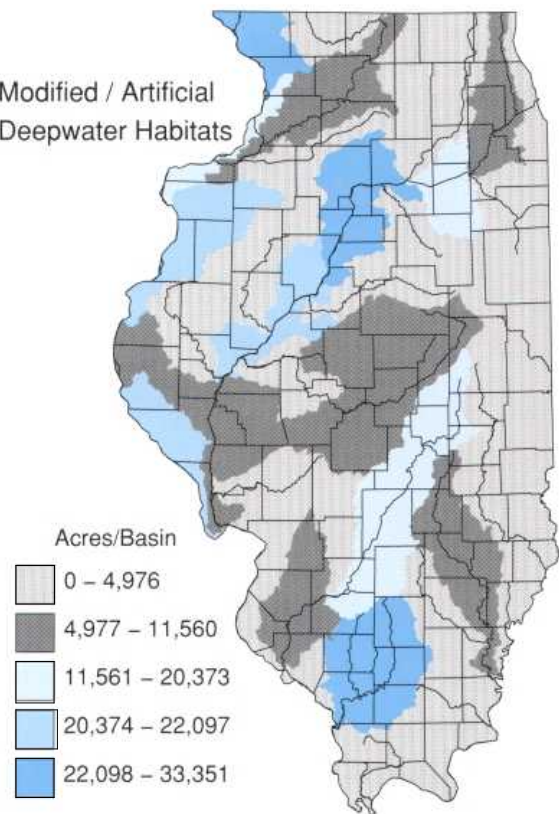 Modified / Artificial
Deepwater Habitats
Acres/Basin
0 – 4,976
4,977 – 11,560
11,561 – 20,373
20,374 – 22,097
22,098 – 33,351